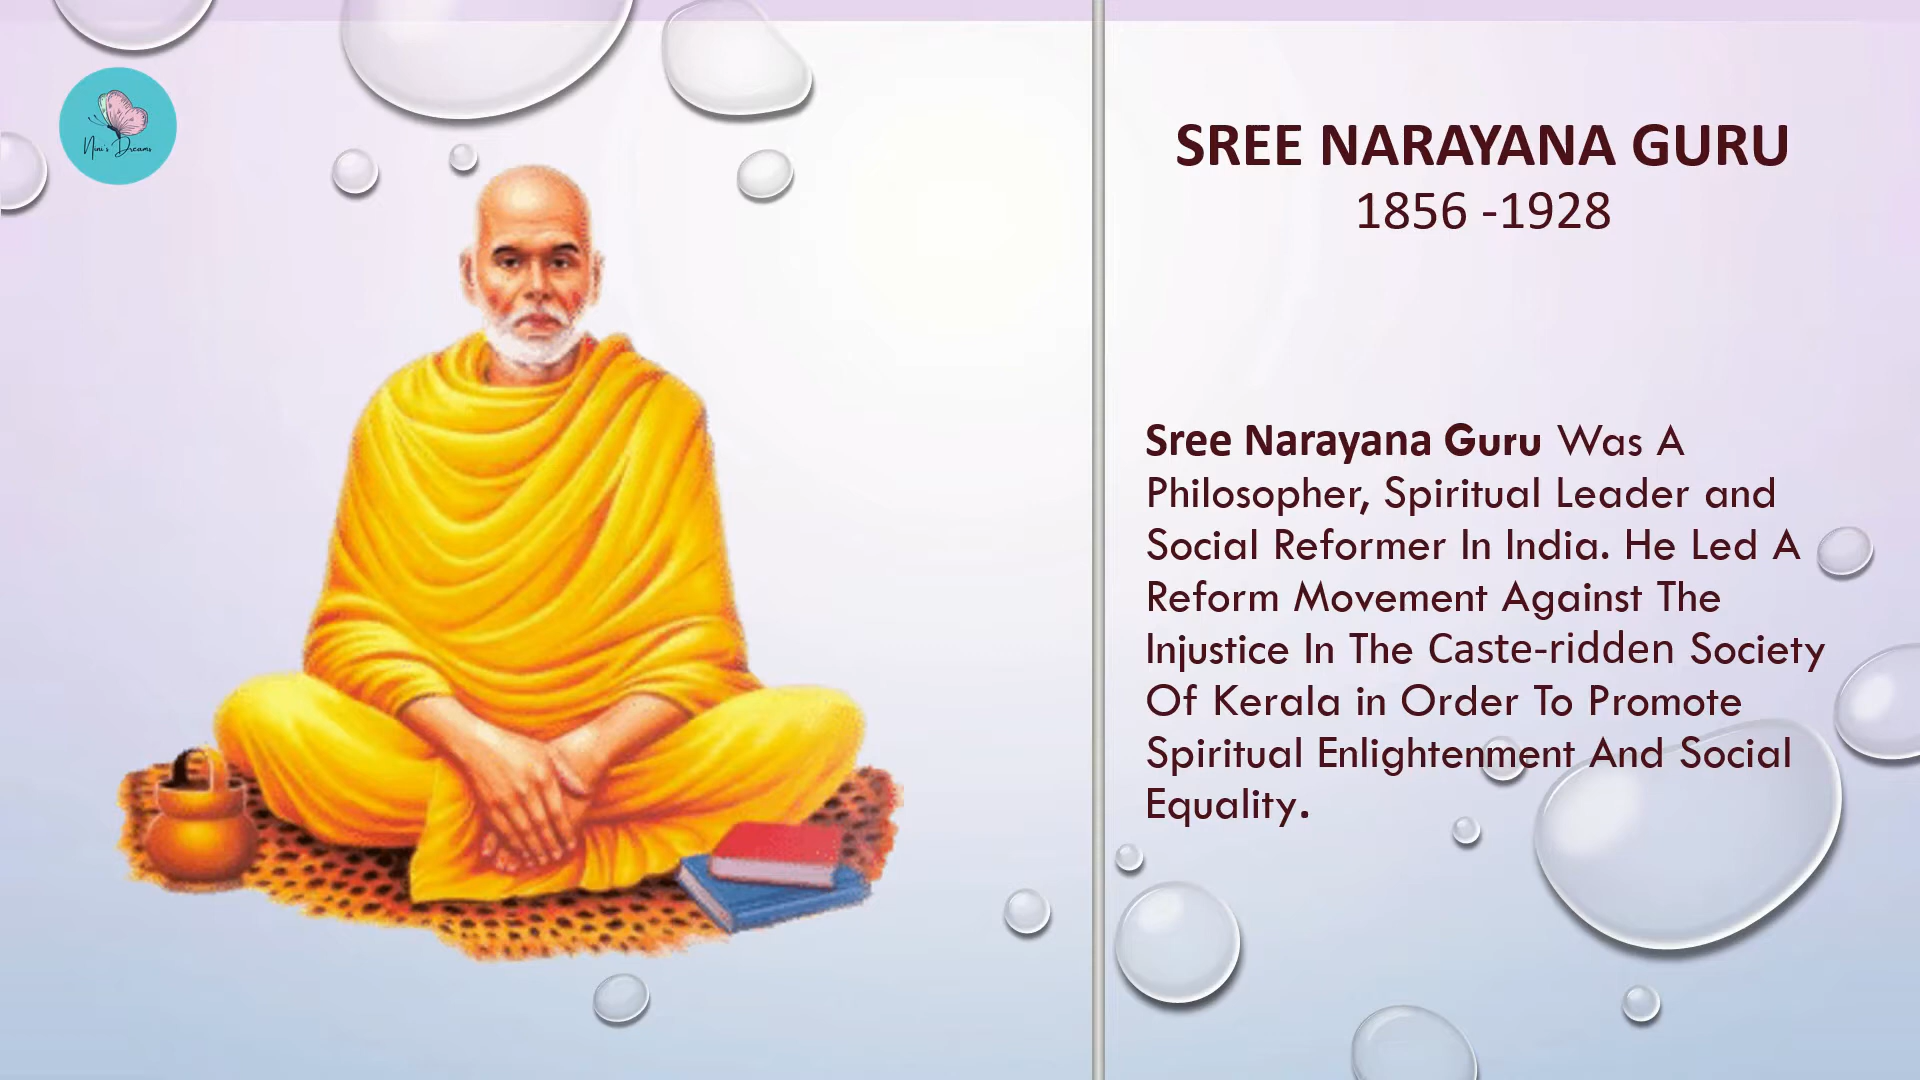 Nini's Dreams
SREE NARAYANA GURU
1856 -1928
Sree Narayana Guru Was A
Philosopher, Spiritual Leader and
Social Reformer In India. He Led A
Reform Movement Against The
Injustice In The Caste-ridden Society
Of Kerala in Order To Promote
Spiritual Enlightenment And Social
Equality.